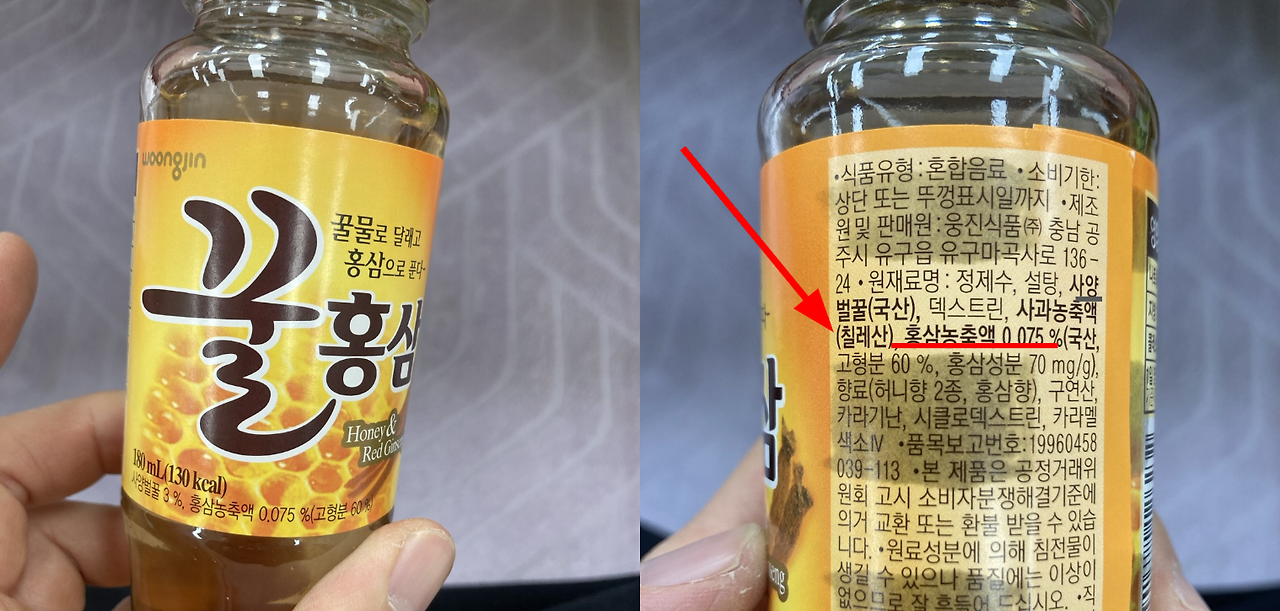 woongjin
꿀물로 달래고
홍삼으로 푼다~
꿀
홍삼
Honey &
Red Ginse
180 mL(130 kcal)
사양벌꿀 3 %, 홍삼농축액 0.075 %(고형분 60 %)
•식품유형 : 혼합음료 •소비기한:
상단 또는 뚜껑표시일까지 •제조
원 및 판매원 : 웅진식품㈜ 충남 공
주시 유구읍 유구마곡사로 136-
24 •원재료명 : 정제수, 설탕, 사양
벌꿀(국산), 덱스트린, 사과농축액
(칠레산), 홍삼농축액 0.075 %(국산,
고형분 60 %, 홍삼성분 70 mg/g),
향료(허니향 2종, 홍삼향), 구연산,
카라기난, 시클로덱스트린, 카라멜
색소Ⅳ •품목보고번호:19960458
039-113 •본 제품은 공정거래위
원회 고시 소비자분쟁해결기준에
의거 교환 또는 환불 받을 수 있습
니다. •원료성분에 의해 침전물이
생길 수 있으나 품질에는 이상이
없으므로 잘 흔들어 드십시오. •직
삼
eng